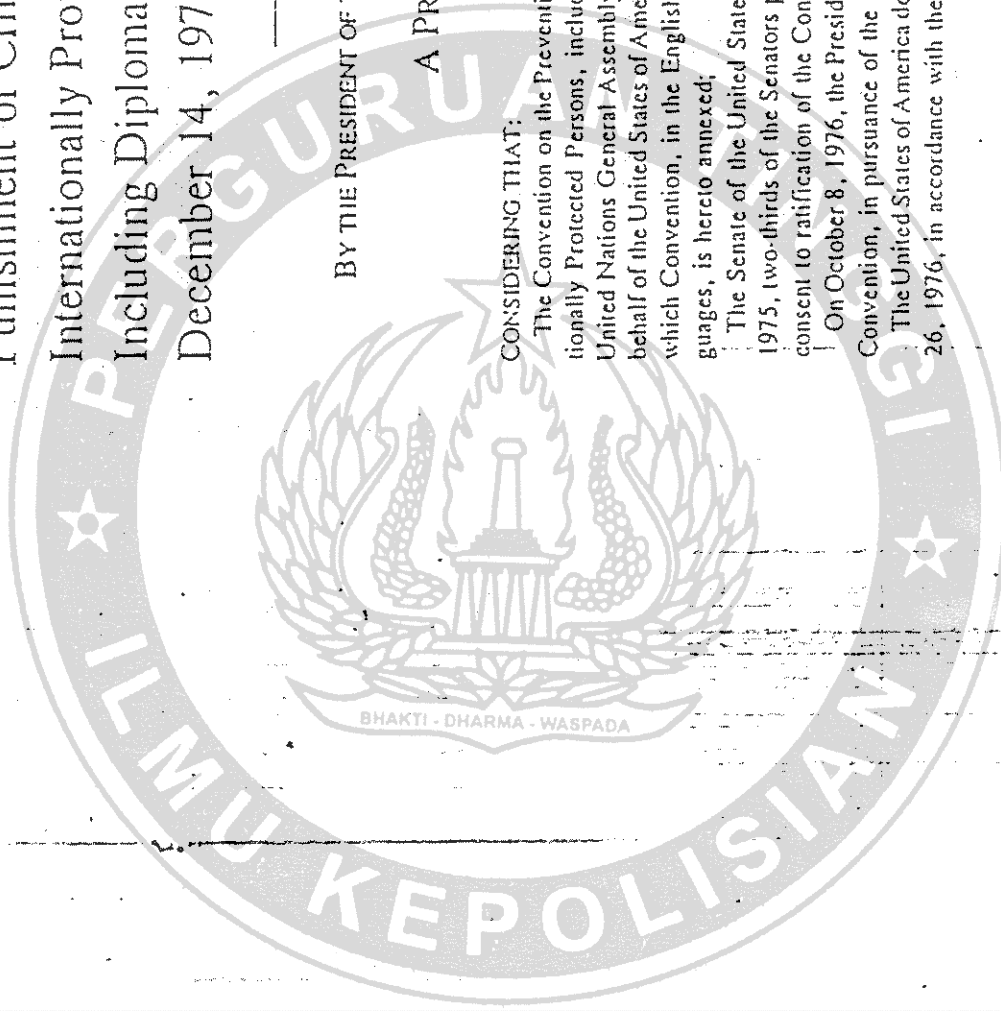 Internationally Pro
Including Diploma
December 14, 197
BY THE PRESIDENT OF
A PR
CONSIDERING THAT:
The Convention on the Preventi
tionally Protected Persons, inclu
United Nations General Assembly
behalf of the United States of Ame
which Convention, in the English
guages, is hereto annexed;
The Senate of the United State
1975, two-thirds of the Senators p
consent to ratification of the Con
On October 8, 1976, the Presid
Convention, in pursuance of the
The United States of America de
26, 1976, in accordance with the
PERGURUAN TINGGI
ILMU KEPOLISIAN
BHAKTI - DHARMA - WASPADA